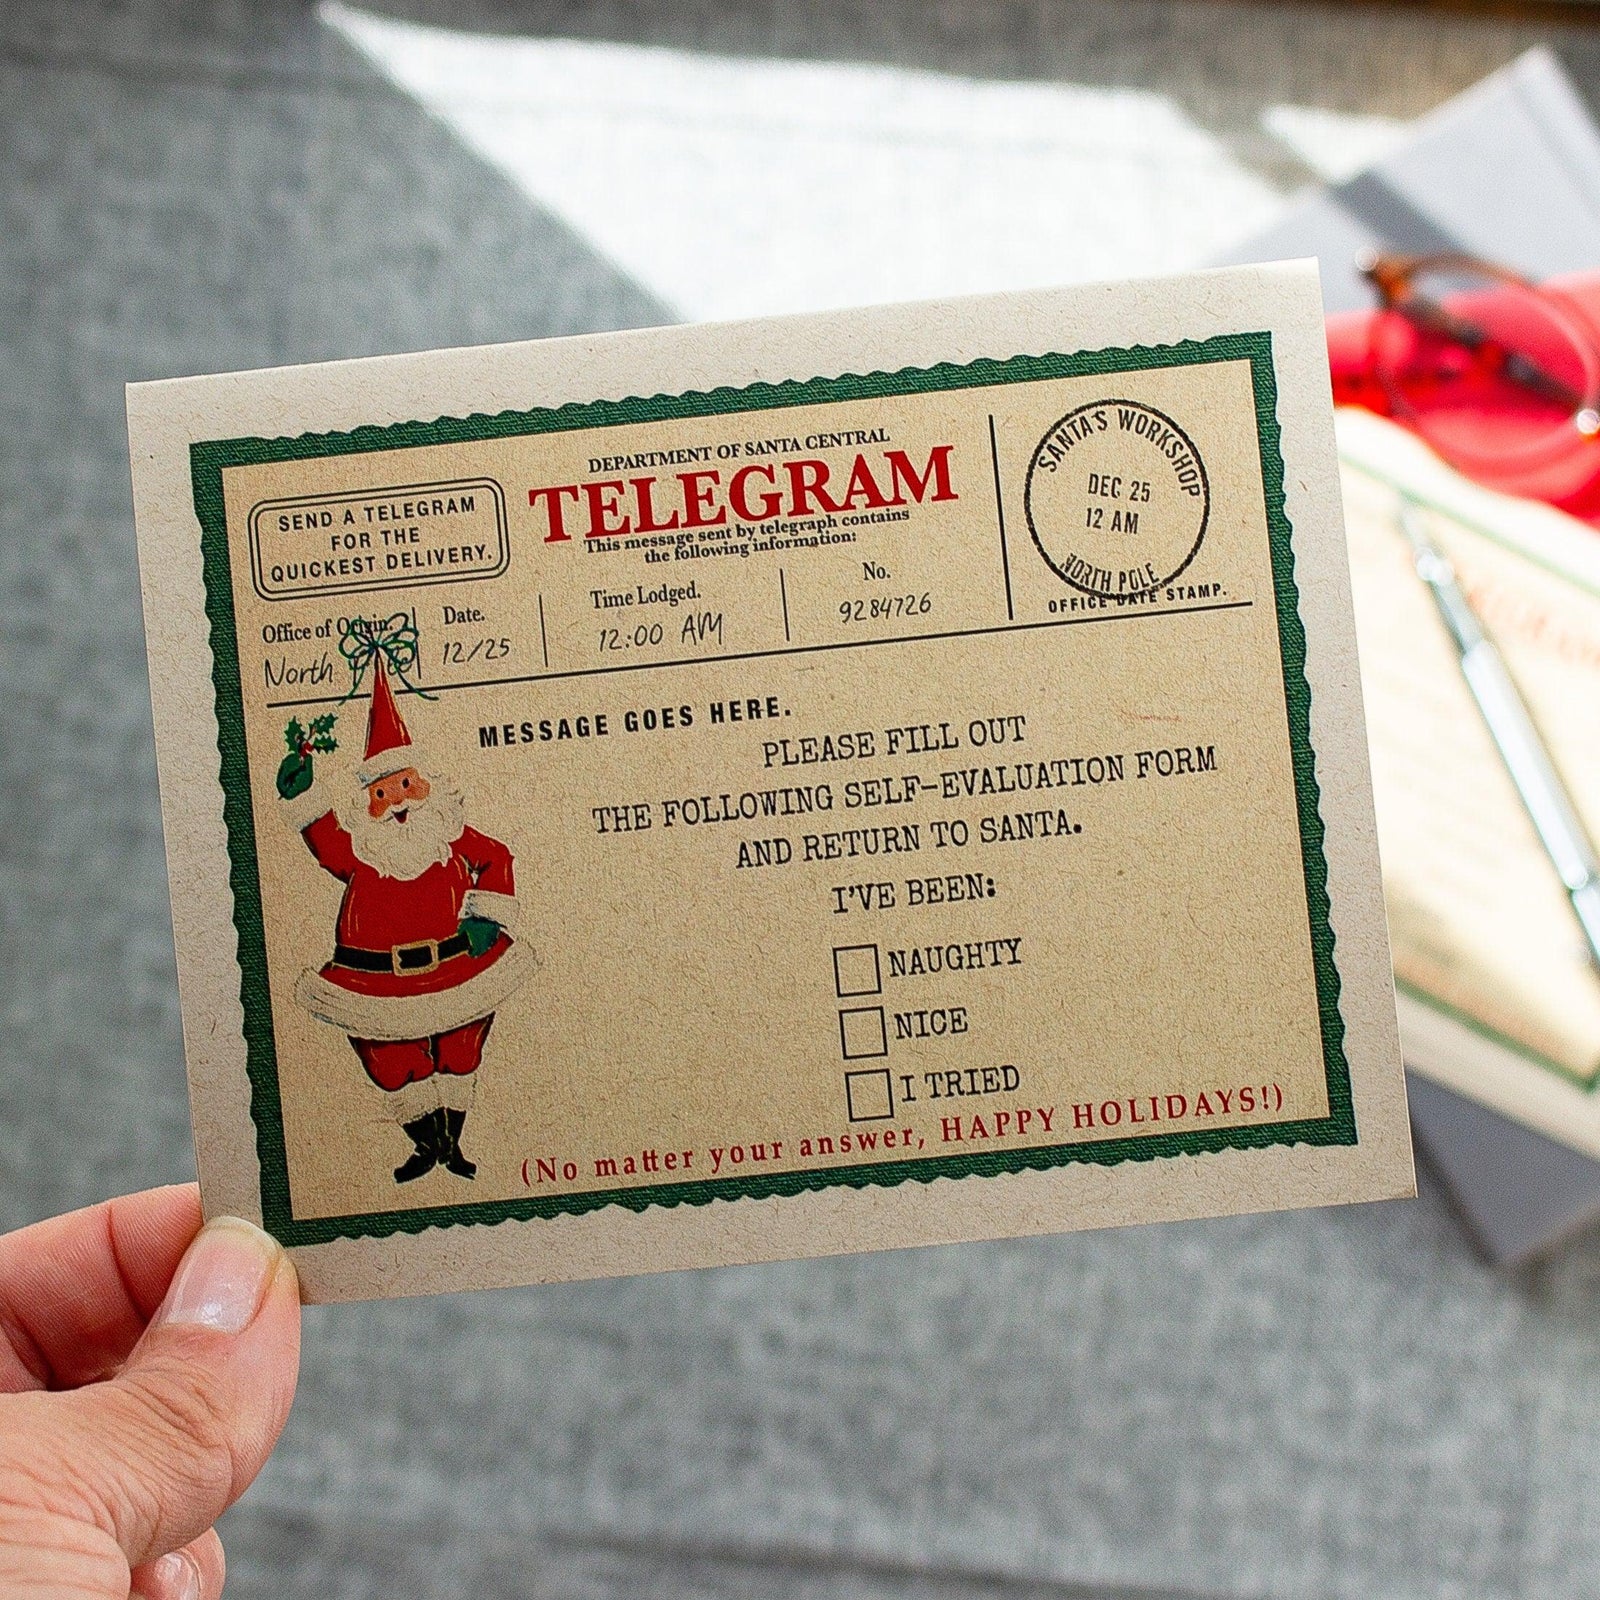 DEPARTMENT OF SANTA CENTRAL
TELEGRAM
This message sent by telegraph contains
the following information:
SEND A TELEGRAM
FOR THE
QUICKEST DELIVERY.
SANTA'S WORKSHOP
DEC 25
12 AM
NORTH POLE
OFFICE DATE STAMP.
Office of Origin.
North
Date.
12/25
Time Lodged.
12:00 AM
No.
9284726
MESSAGE GOES HERE.
PLEASE FILL OUT
THE FOLLOWING SELF-EVALUATION FORM
AND RETURN TO SANTA.
I'VE BEEN:
NAUGHTY
NICE
I TRIED
(No matter your answer, HAPPY HOLIDAYS!)